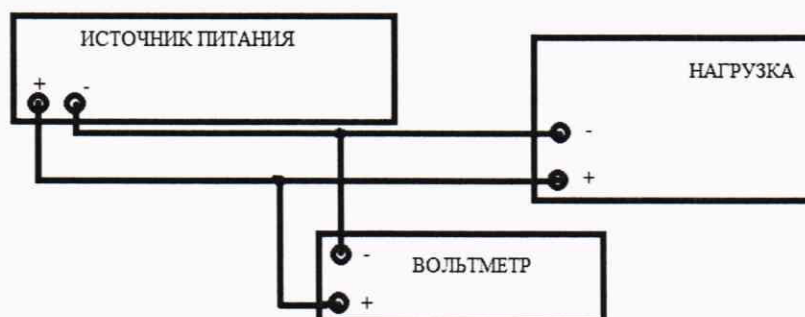 ИСТОЧНИК ПИТАНИЯ
+ -
НАГРУЗКА
-
+
ВОЛЬТМЕТР
-
+